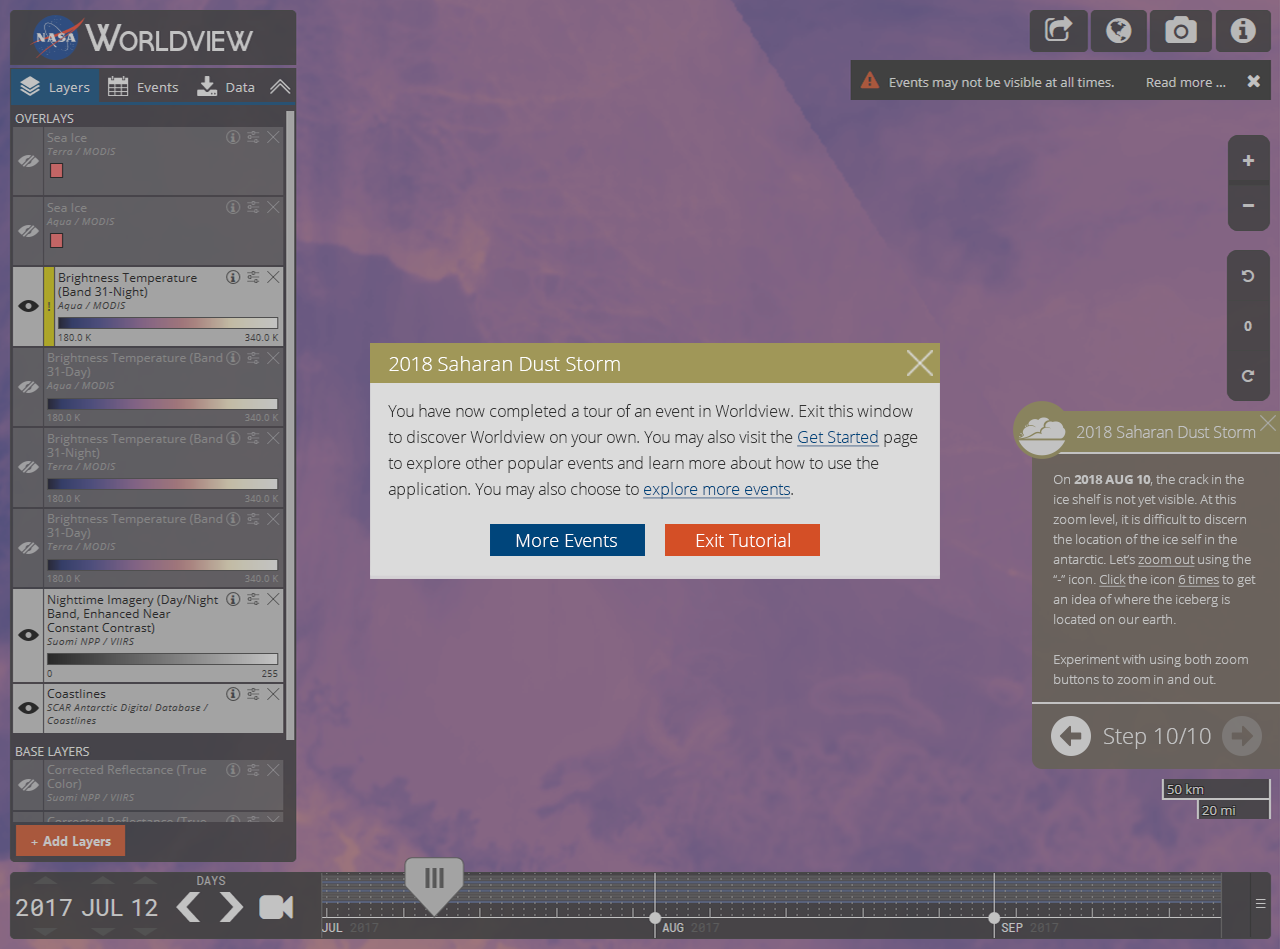 NASA WORLDVIEW
Layers
Events
Data
OVERLAYS
Sea Ice
Terra / MODIS
Sea Ice
Aqua / MODIS
Brightness Temperature
(Band 31-Night)
Aqua / MODIS
!
180.0 K 340.0 K
Brightness Temperature (Band
31-Day)
Aqua / MODIS
180.0 K 340.0 K
Brightness Temperature (Band
31-Night)
Terra / MODIS
180.0 K 340.0 K
Brightness Temperature (Band
31-Day)
Terra / MODIS
180.0 K 340.0 K
Nighttime Imagery (Day/Night
Band, Enhanced Near
Constant Contrast)
Suomi NPP / VIIRS
0 255
Coastlines
SCAR Antarctic Digital Database /
Coastlines
BASE LAYERS
Corrected Reflectance (True
Color)
Suomi NPP / VIIRS
Corrected Reflectance (True
+ Add Layers
Events may not be visible at all times. Read more ...
+
−
0
2018 Saharan Dust Storm
You have now completed a tour of an event in Worldview. Exit this window
to discover Worldview on your own. You may also visit the Get Started page
to explore other popular events and learn more about how to use the
application. You may also choose to explore more events.
More Events
Exit Tutorial
2018 Saharan Dust Storm
On 2018 AUG 10, the crack in the
ice shelf is not yet visible. At this
zoom level, it is difficult to discern
the location of the ice self in the
antarctic. Let's zoom out using the
"-" icon. Click the icon 6 times to get
an idea of where the iceberg is
located on our earth.
Experiment with using both zoom
buttons to zoom in and out.
Step 10/10
50 km
20 mi
2017 JUL 12
DAYS
JUL 2017
AUG 2017
SEP 2017